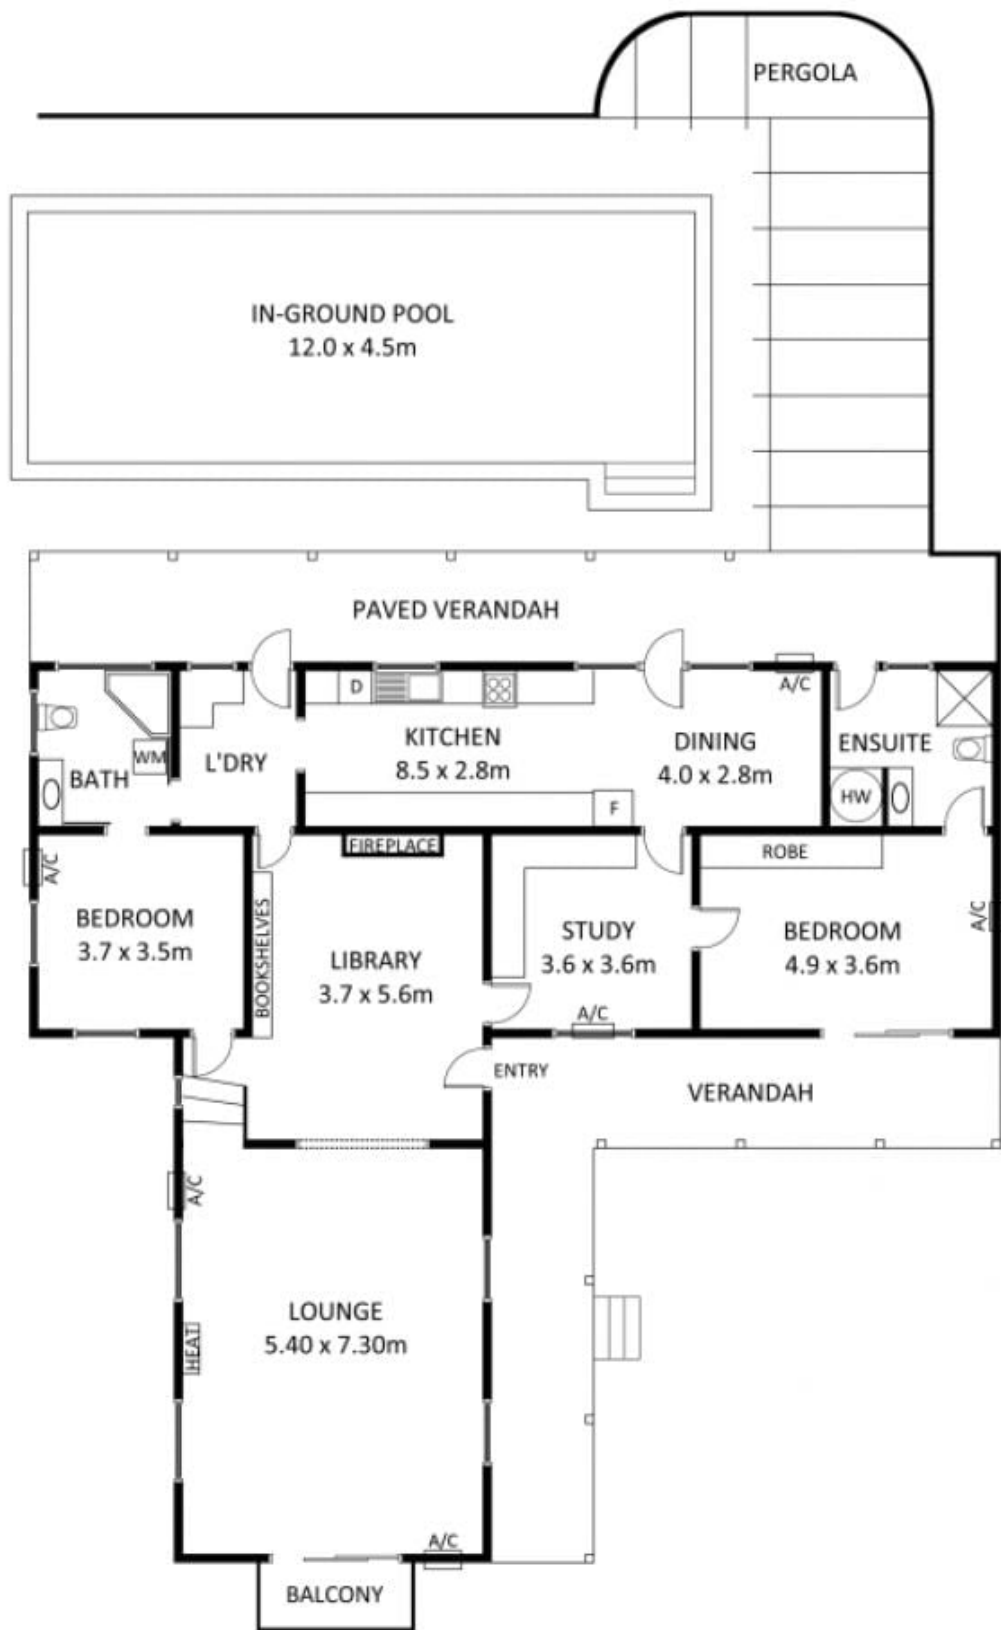 PERGOLA
IN-GROUND POOL
12.0 x 4.5m
PAVED VERANDAH
A/C
D
KITCHEN
8.5 x 2.8m
DINING
4.0 x 2.8m
ENSUITE
WM
BATH
L'DRY
HW
F
FIREPLACE
ROBE
A/C
BEDROOM
3.7 x 3.5m
BOOKSHELVES
LIBRARY
3.7 x 5.6m
STUDY
3.6 x 3.6m
A/C
BEDROOM
4.9 x 3.6m
A/C
ENTRY
VERANDAH
A/C
LOUNGE
5.40 x 7.30m
HEAT
A/C
BALCONY